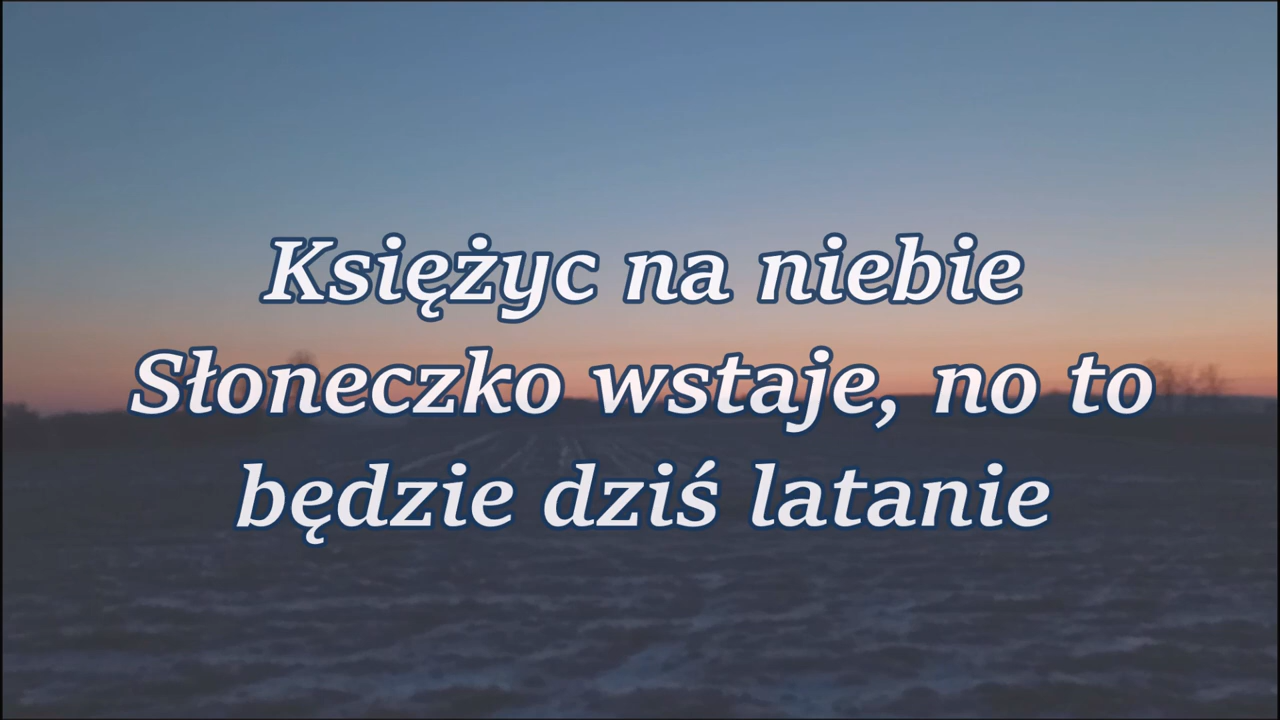 Księżyc na niebie
Słoneczko wstaje, no to
będzie dziś latanie